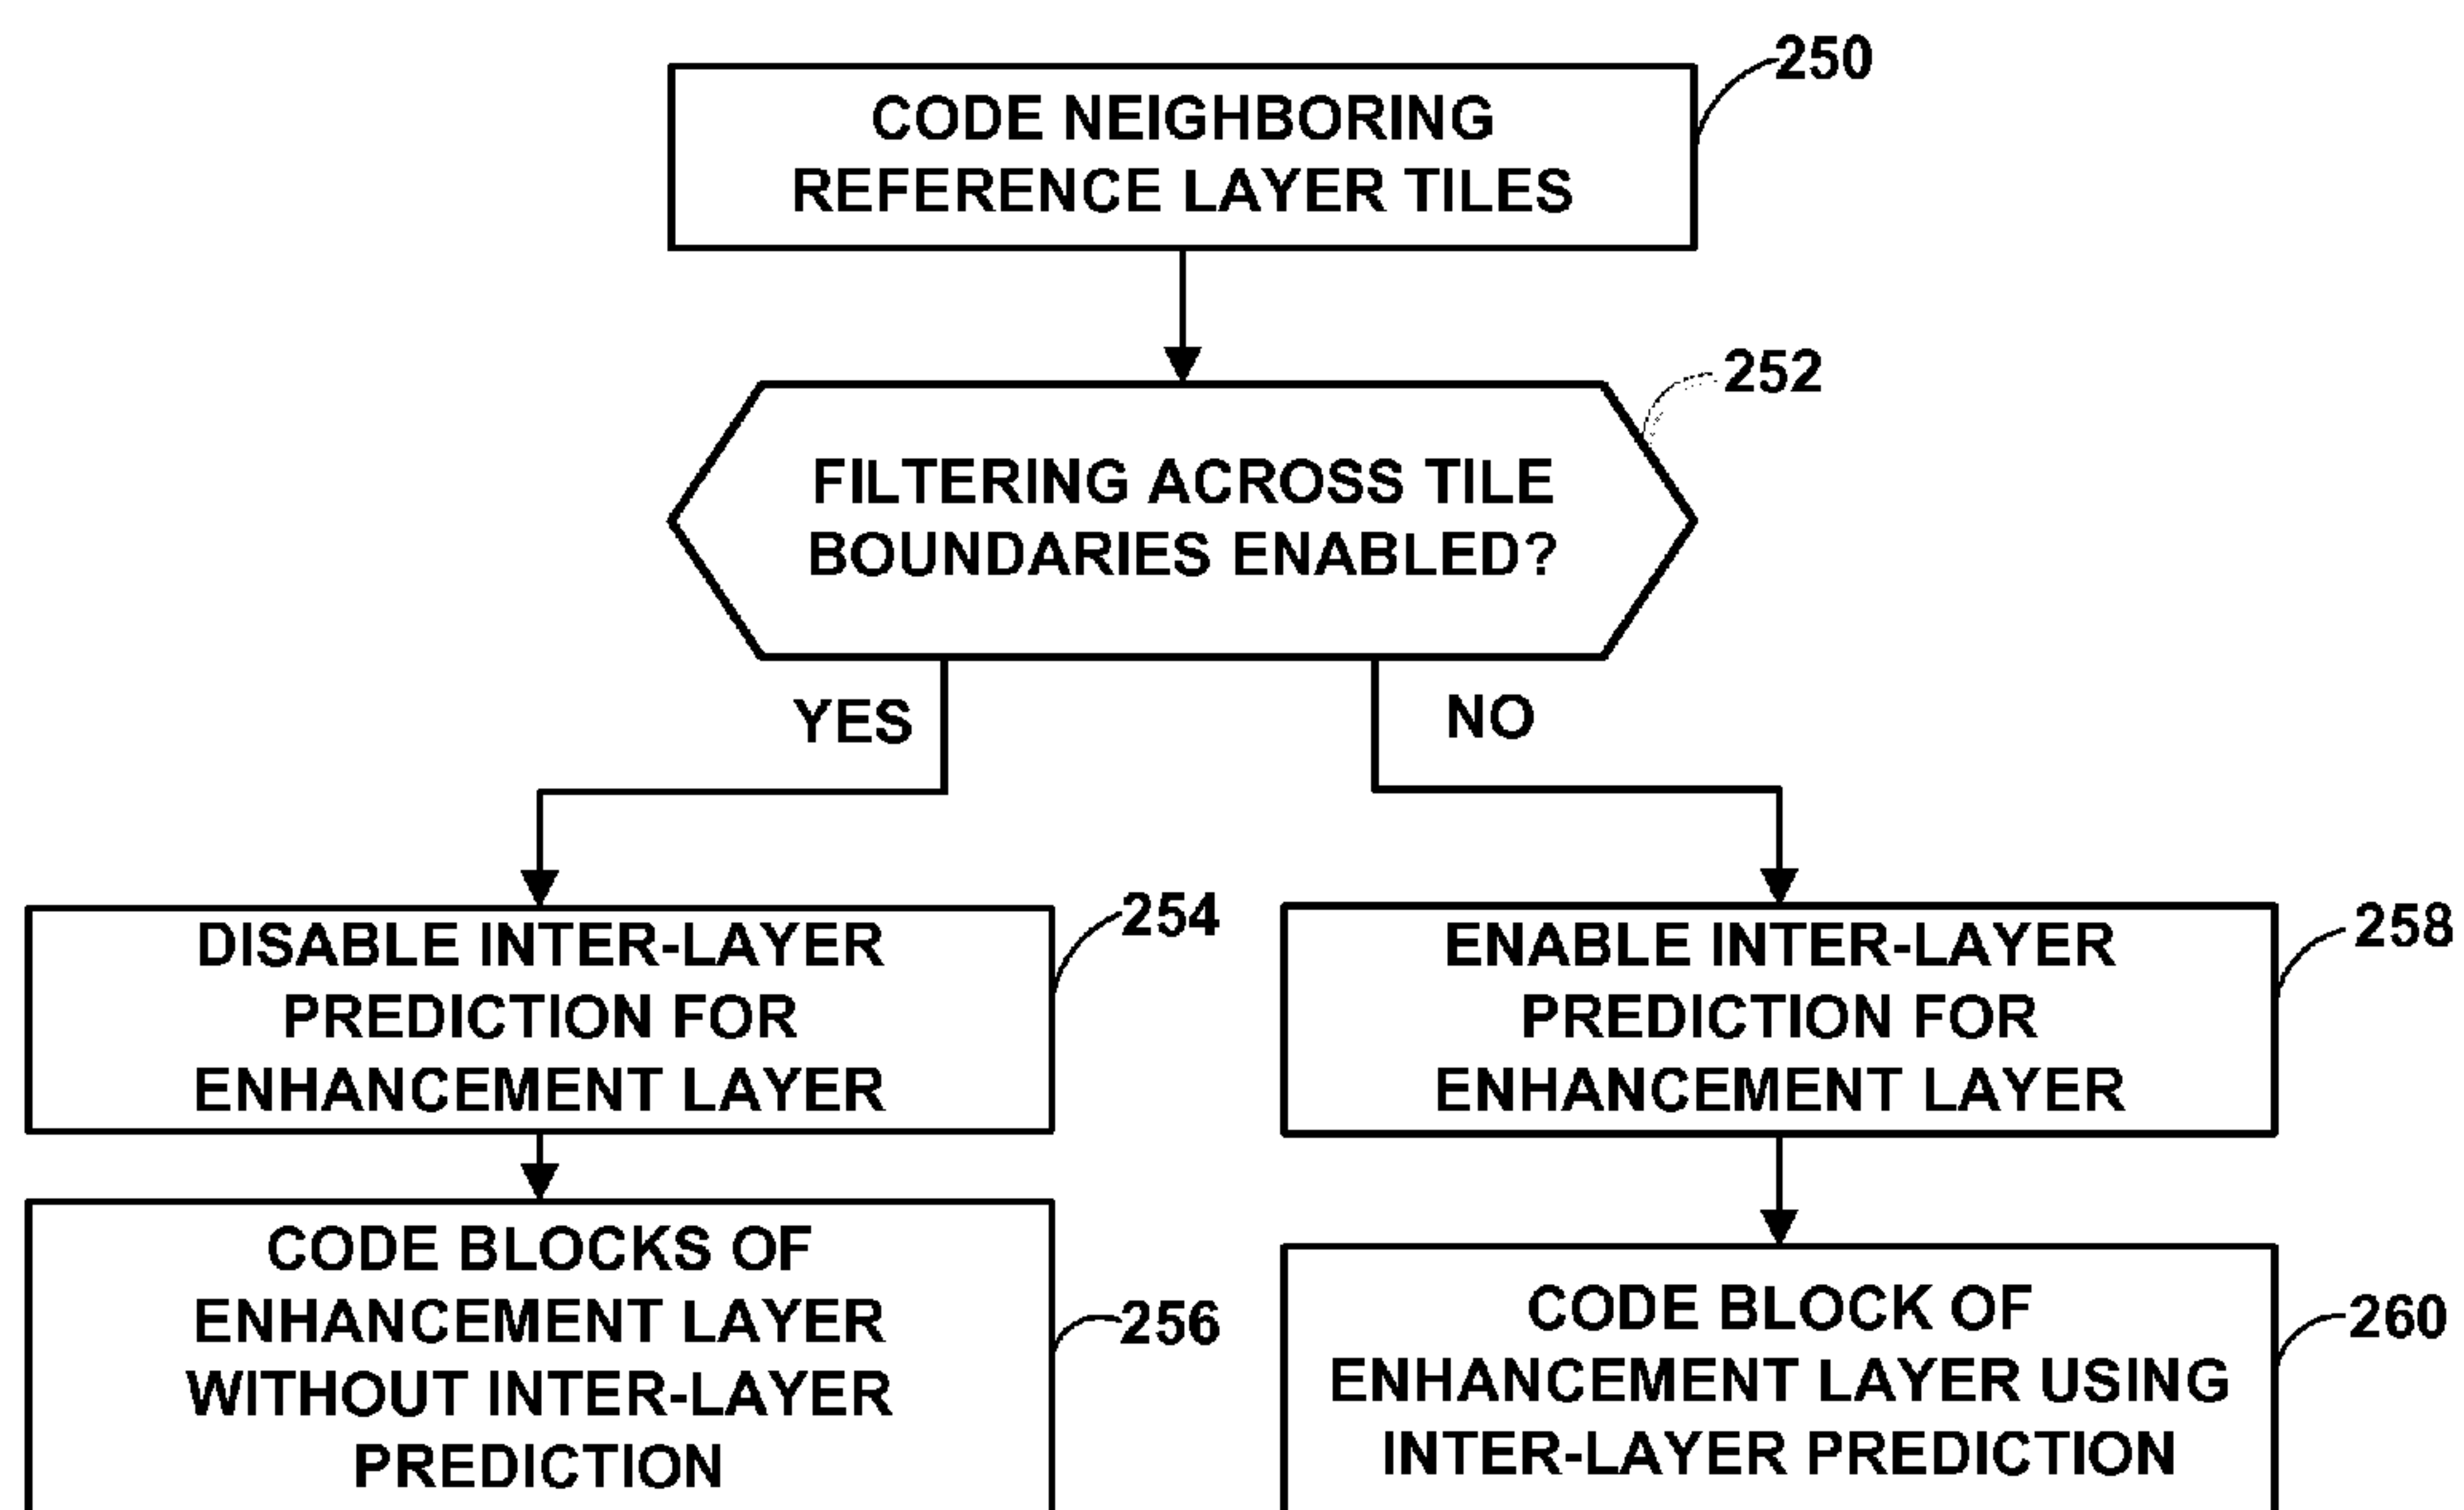 250
CODE NEIGHBORING
REFERENCE LAYER TILES
252
FILTERING ACROSS TILE
BOUNDARIES ENABLED?
YES
NO
254
DISABLE INTER-LAYER
PREDICTION FOR
ENHANCEMENT LAYER
258
ENABLE INTER-LAYER
PREDICTION FOR
ENHANCEMENT LAYER
256
CODE BLOCKS OF
ENHANCEMENT LAYER
WITHOUT INTER-LAYER
PREDICTION
260
CODE BLOCK OF
ENHANCEMENT LAYER USING
INTER-LAYER PREDICTION